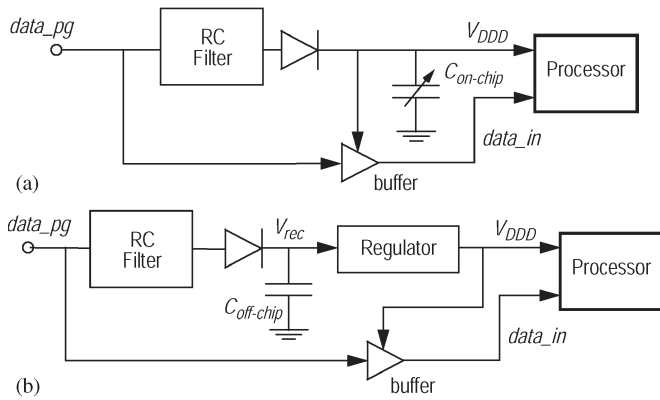 data_pg
RC
Filter
V_DDD
C_on-chip
Processor
data_in
buffer
(a)
data_pg
RC
Filter
V_rec
Regulator
V_DDD
Processor
C_off-chip
data_in
buffer
(b)